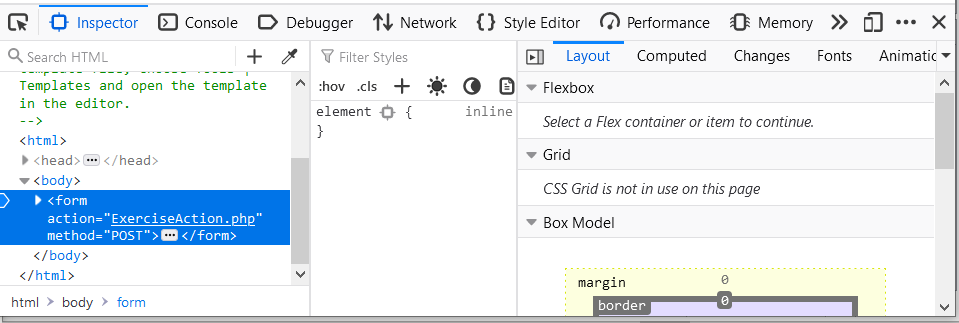 Inspector Console Debugger Network Style Editor Performance Memory
Search HTML
Templates and open the template
in the editor.
-->
<html>
<head></head>
<body>
<form
action="ExerciseAction.php"
method="POST"></form>
</body>
</html>
html body form
Filter Styles
:hov .cls
element { inline
}
Layout Computed Changes Fonts Animatic
Flexbox
Select a Flex container or item to continue.
Grid
CSS Grid is not in use on this page
Box Model
margin 0
border 0